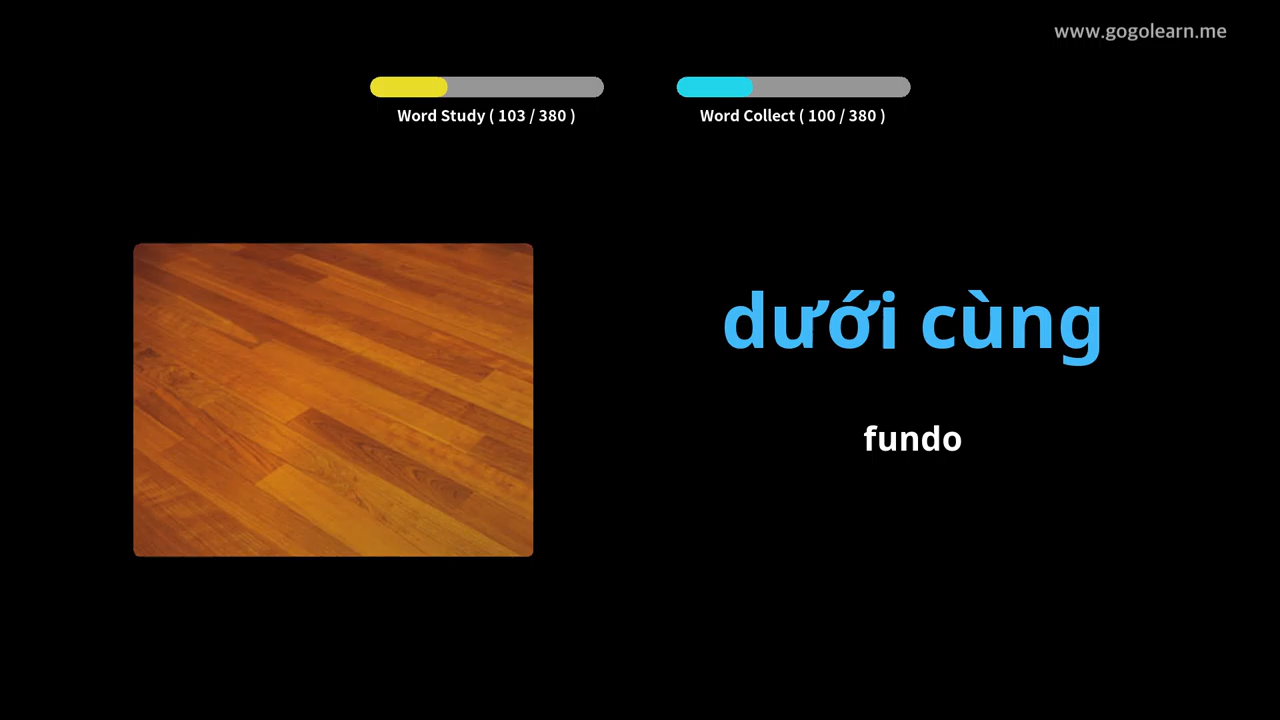 www.gogolearn.me
Word Study ( 103 / 380 )
Word Collect ( 100 / 380 )
dưới cùng
fundo